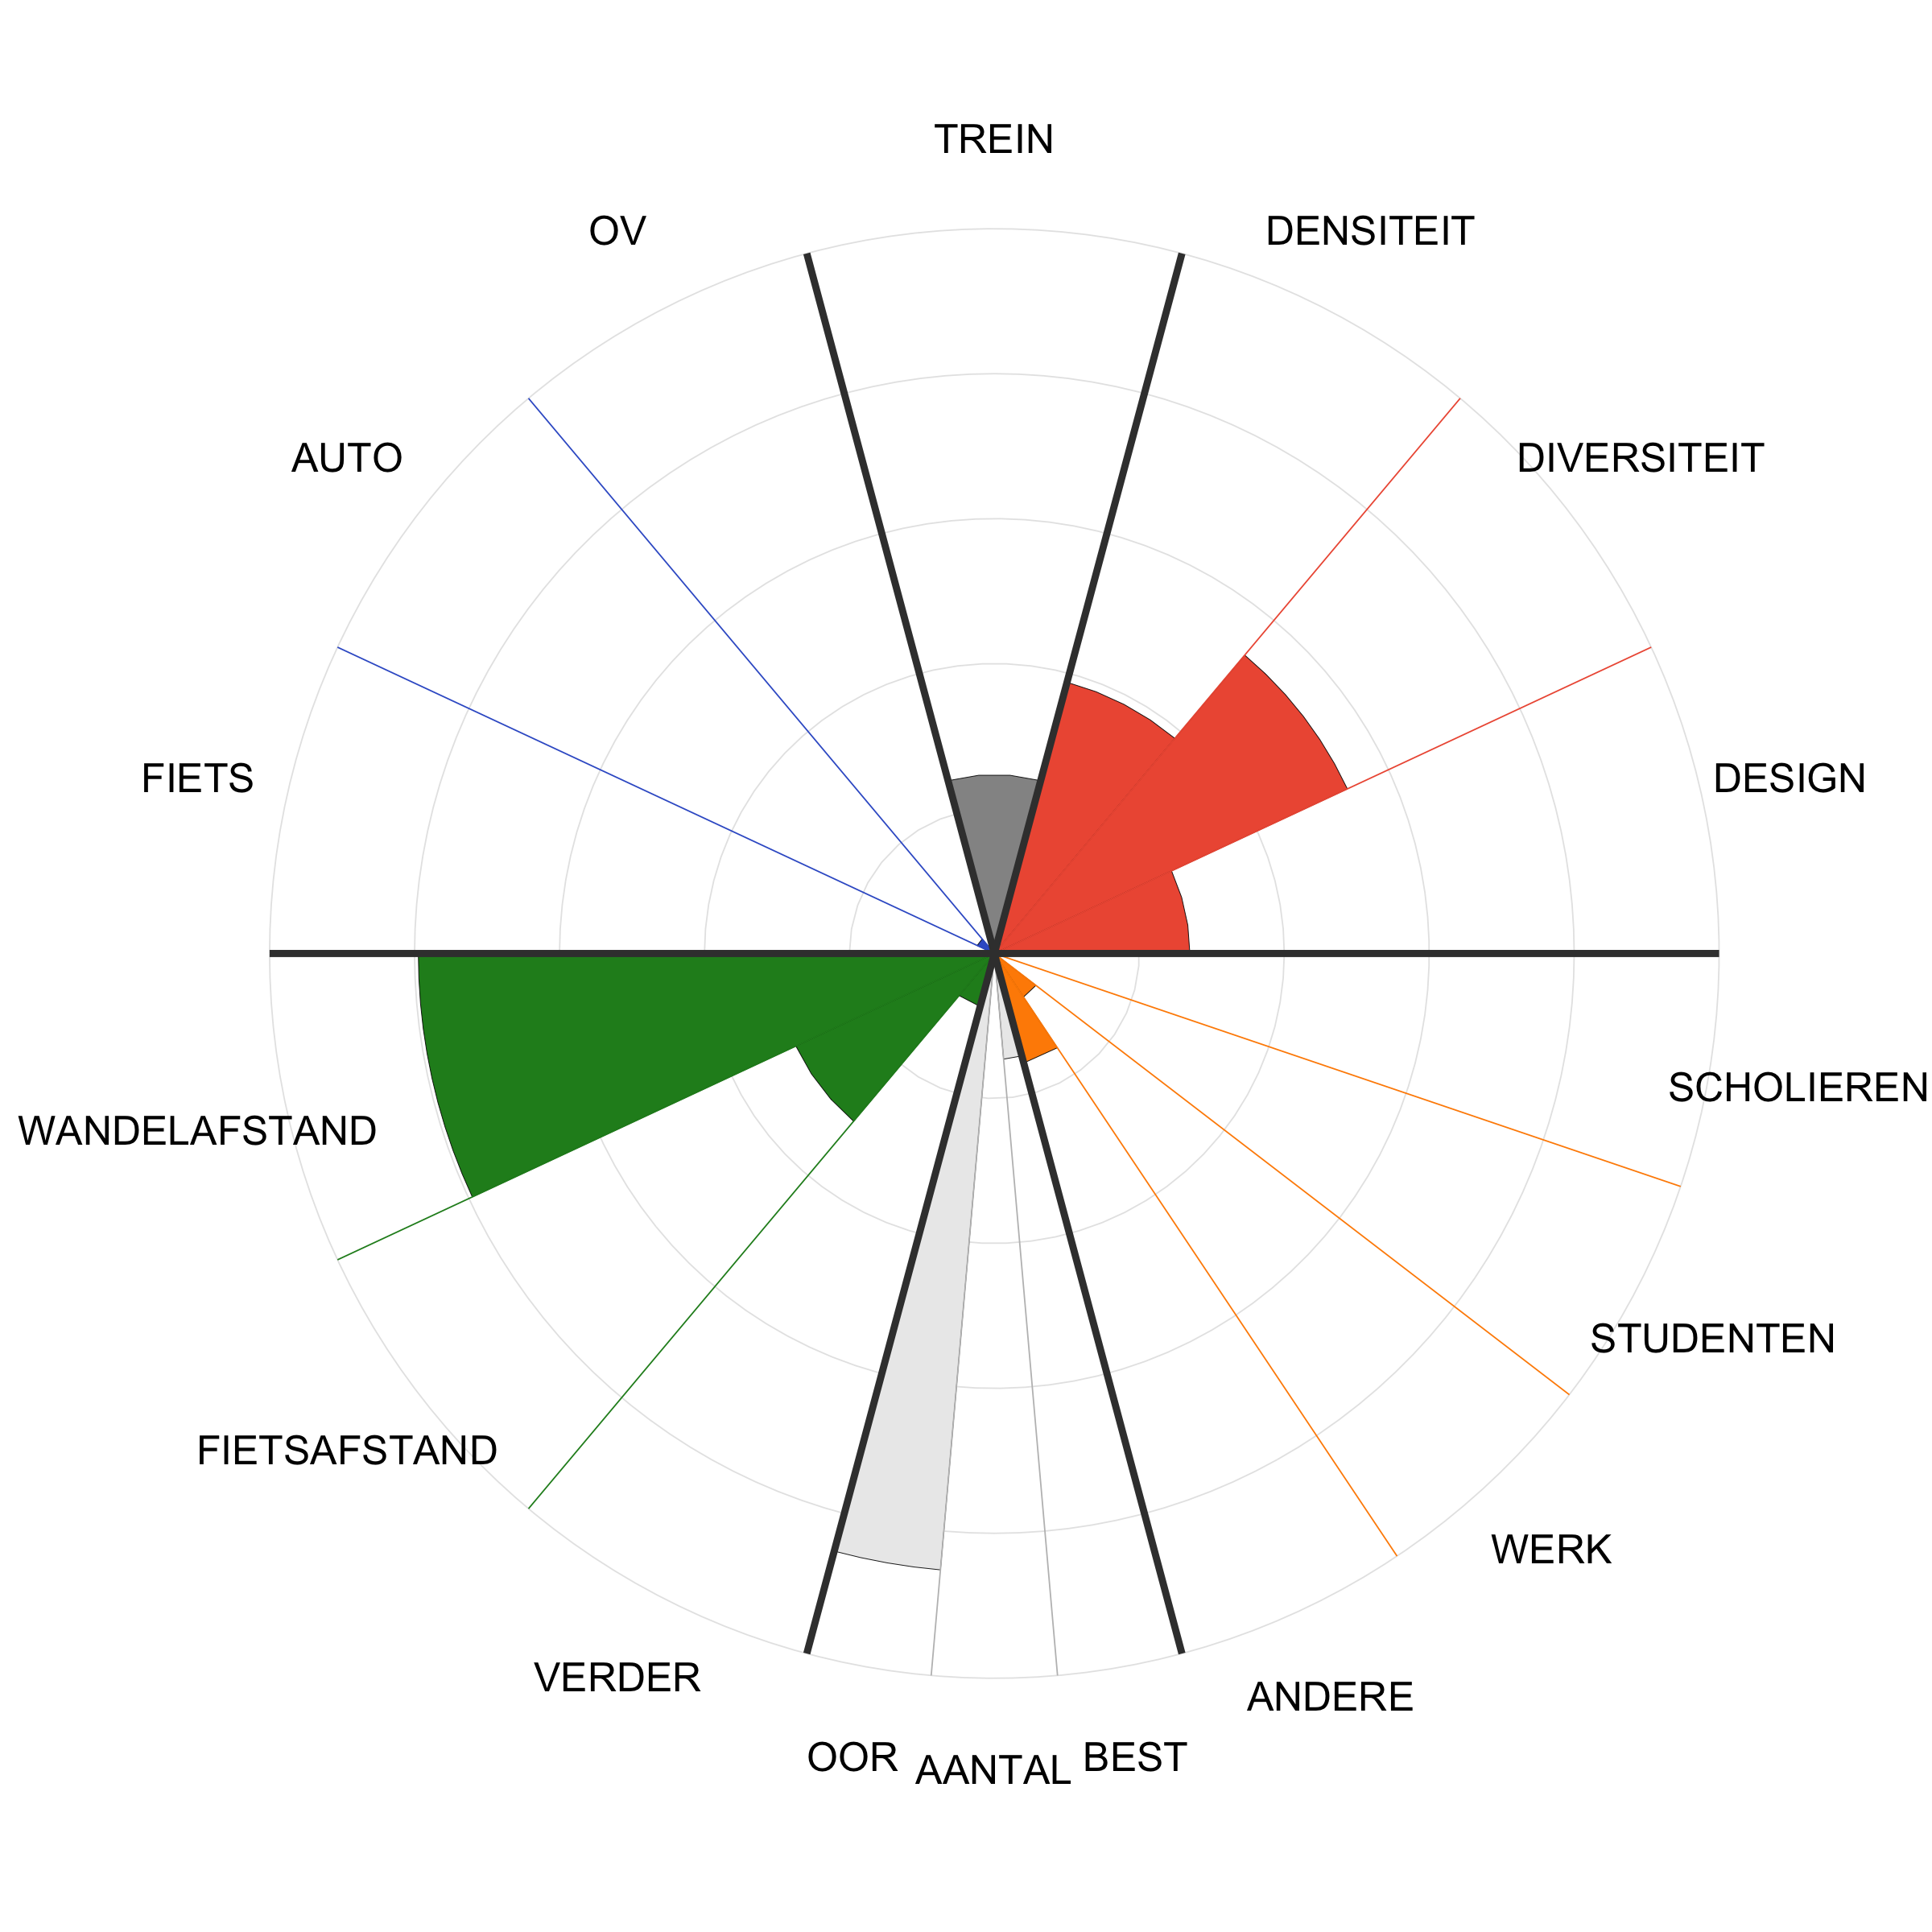 TREIN
OV
DENSITEIT
AUTO
DIVERSITEIT
FIETS
DESIGN
SCHOLIEREN
WANDELAFSTAND
STUDENTEN
FIETSAFSTAND
WERK
VERDER
ANDERE
OOR
AANTAL
BEST